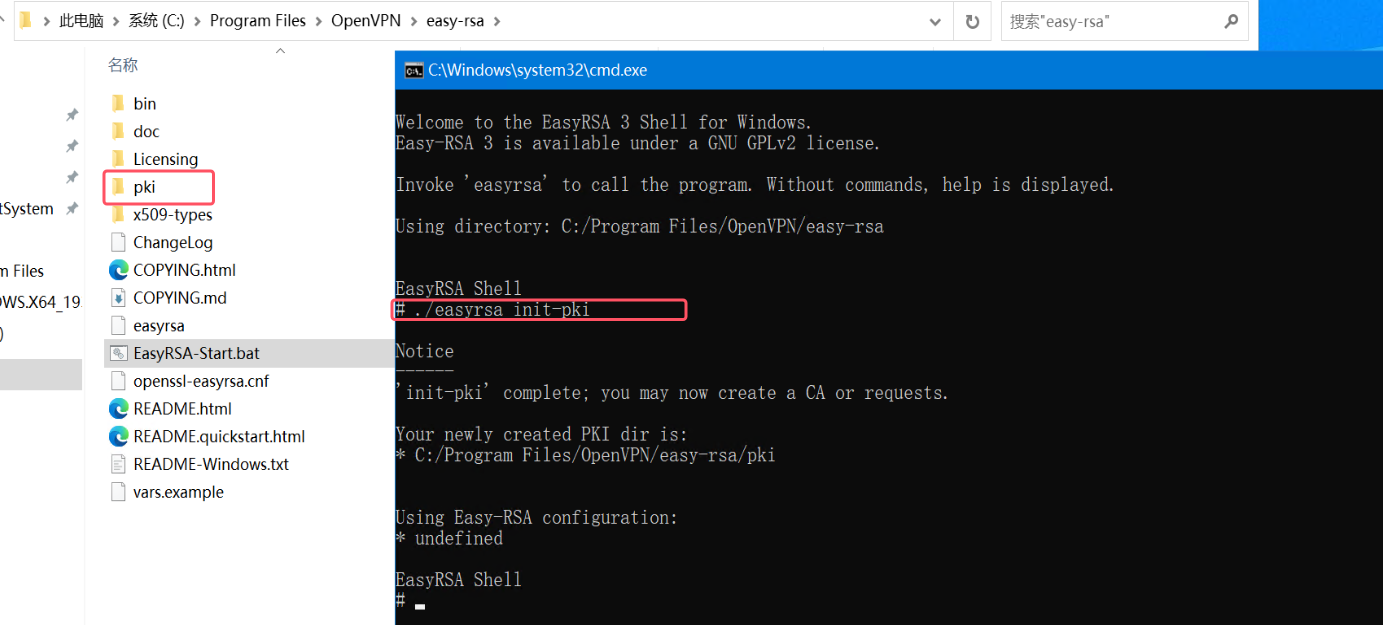 此电脑 > 系统 (C:) > Program Files > OpenVPN > easy-rsa >
搜索"easy-rsa"
名称
bin
doc
Licensing
pki
x509-types
ChangeLog
COPYING.html
COPYING.md
easyrsa
EasyRSA-Start.bat
openssl-easyrsa.cnf
README.html
README.quickstart.html
README-Windows.txt
vars.example
tSystem
m Files
OWS.X64_19
)
C:\Windows\system32\cmd.exe
Welcome to the EasyRSA 3 Shell for Windows.
Easy-RSA 3 is available under a GNU GPLv2 license.
Invoke 'easyrsa' to call the program. Without commands, help is displayed.
Using directory: C:/Program Files/OpenVPN/easy-rsa
EasyRSA Shell
# ./easyrsa init-pki
Notice
------
'init-pki' complete; you may now create a CA or requests.
Your newly created PKI dir is:
* C:/Program Files/OpenVPN/easy-rsa/pki
Using Easy-RSA configuration:
* undefined
EasyRSA Shell
#